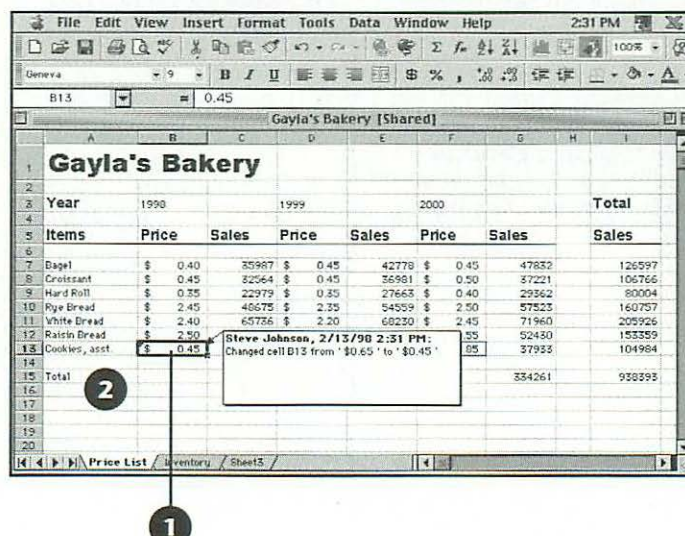 File Edit View Insert Format Tools Data Window Help 2:31 PM
100%
Geneva 9 B I U $ % ,
B13 = 0.45
Gayla's Bakery [Shared]
A B C D E F G H I
1 Gayla's Bakery
2
3 Year 1998 1999 2000 Total
4
5 Items Price Sales Price Sales Price Sales Sales
6
7 Bagel $ 0.40 35987 $ 0.45 42778 $ 0.45 47832 126597
8 Croissant $ 0.45 32564 $ 0.45 36981 $ 0.50 37221 106766
9 Hard Roll $ 0.35 22979 $ 0.35 27663 $ 0.40 29362 80004
10 Rye Bread $ 2.45 48675 $ 2.35 54559 $ 2.50 57523 160757
11 White Bread $ 2.40 65736 $ 2.20 68230 $ 2.45 71960 205926
12 Raisin Bread $ 2.50 .55 52430 153359
13 Cookies, asst. $ 0.45 85 37933 104984
Steve Johnson, 2/13/98 2:31 PM:
Changed cell B13 from ' $0.65 ' to ' $0.45 '
14
15 Total 334261 938393
16
17
18
19
20
Price List Inventory Sheet3
2
1